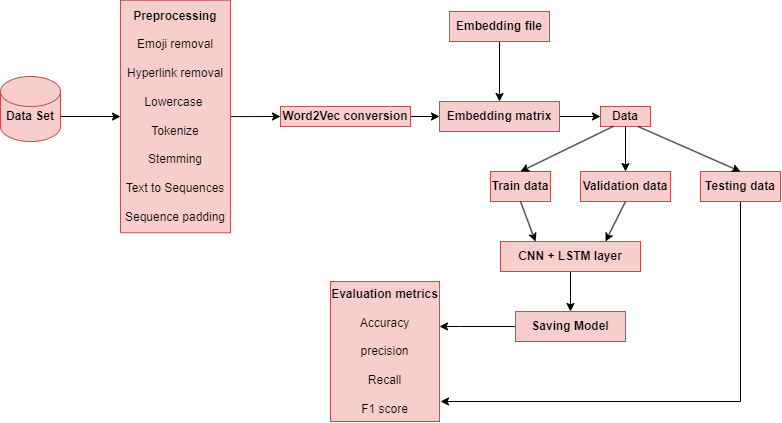 Data Set
Preprocessing
Emoji removal
Hyperlink removal
Lowercase
Tokenize
Stemming
Text to Sequences
Sequence padding
Word2Vec conversion
Embedding file
Embedding matrix
Data
Train data
Validation data
Testing data
CNN + LSTM layer
Saving Model
Evaluation metrics
Accuracy
precision
Recall
F1 score